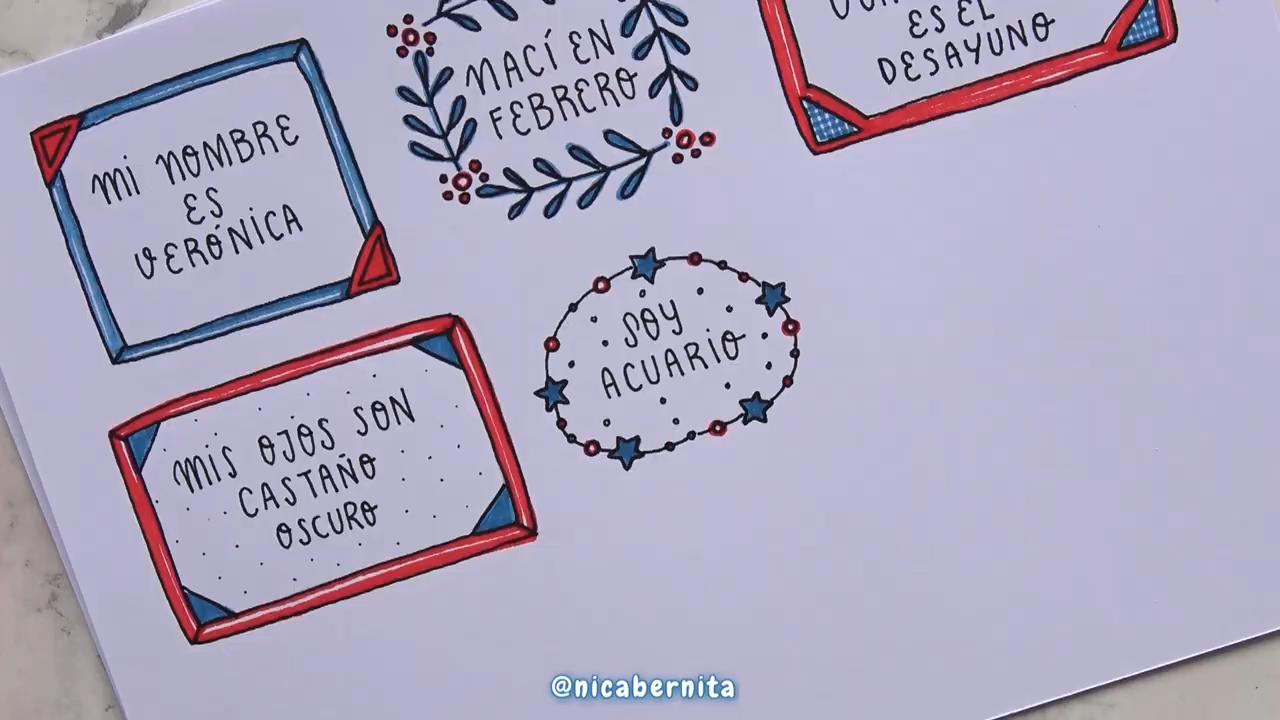 MI NOMBRE
ES
VERÓNICA
NACÍ EN
FEBRERO
ES EL
DESAYUNO
SOY
ACUARIO
MIS OJOS SON
CASTAÑO
OSCURO
@nicabernita